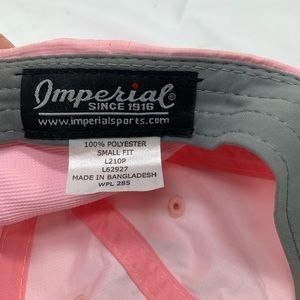 Imperial®
SINCE 1916
www.imperialsports.com
100% POLYESTER
SMALL FIT
L210P
L62927
MADE IN BANGLADESH
WPL 285